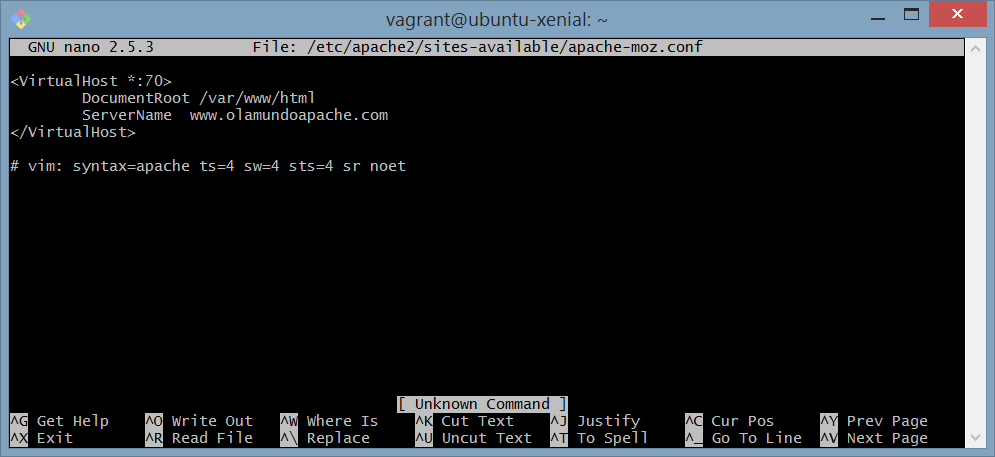 vagrant@ubuntu-xenial: ~
GNU nano 2.5.3 File: /etc/apache2/sites-available/apache-moz.conf
<VirtualHost *:70>
DocumentRoot /var/www/html
ServerName www.olamundoapache.com
</VirtualHost>
# vim: syntax=apache ts=4 sw=4 sts=4 sr noet
[ Unknown Command ]
^G Get Help ^O Write Out ^W Where Is ^K Cut Text ^J Justify ^C Cur Pos ^Y Prev Page
^X Exit ^R Read File ^\ Replace ^U Uncut Text ^T To Spell ^_ Go To Line ^V Next Page